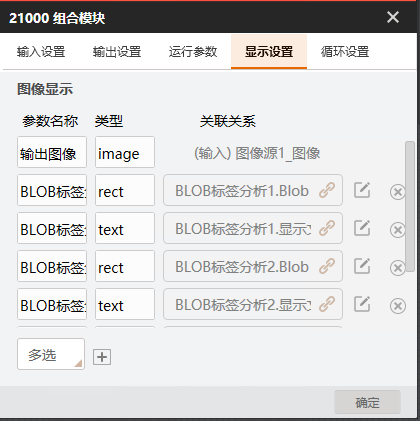 21000 组合模块
输入设置 输出设置 运行参数 显示设置 循环设置
图像显示
参数名称 类型 关联关系
输出图像 image (输入) 图像源1_图像
BLOB标签分 rect BLOB标签分析1.Blob
BLOB标签分 text BLOB标签分析1.显示文
BLOB标签分 rect BLOB标签分析2.Blob
BLOB标签分 text BLOB标签分析2.显示文
多选
确定